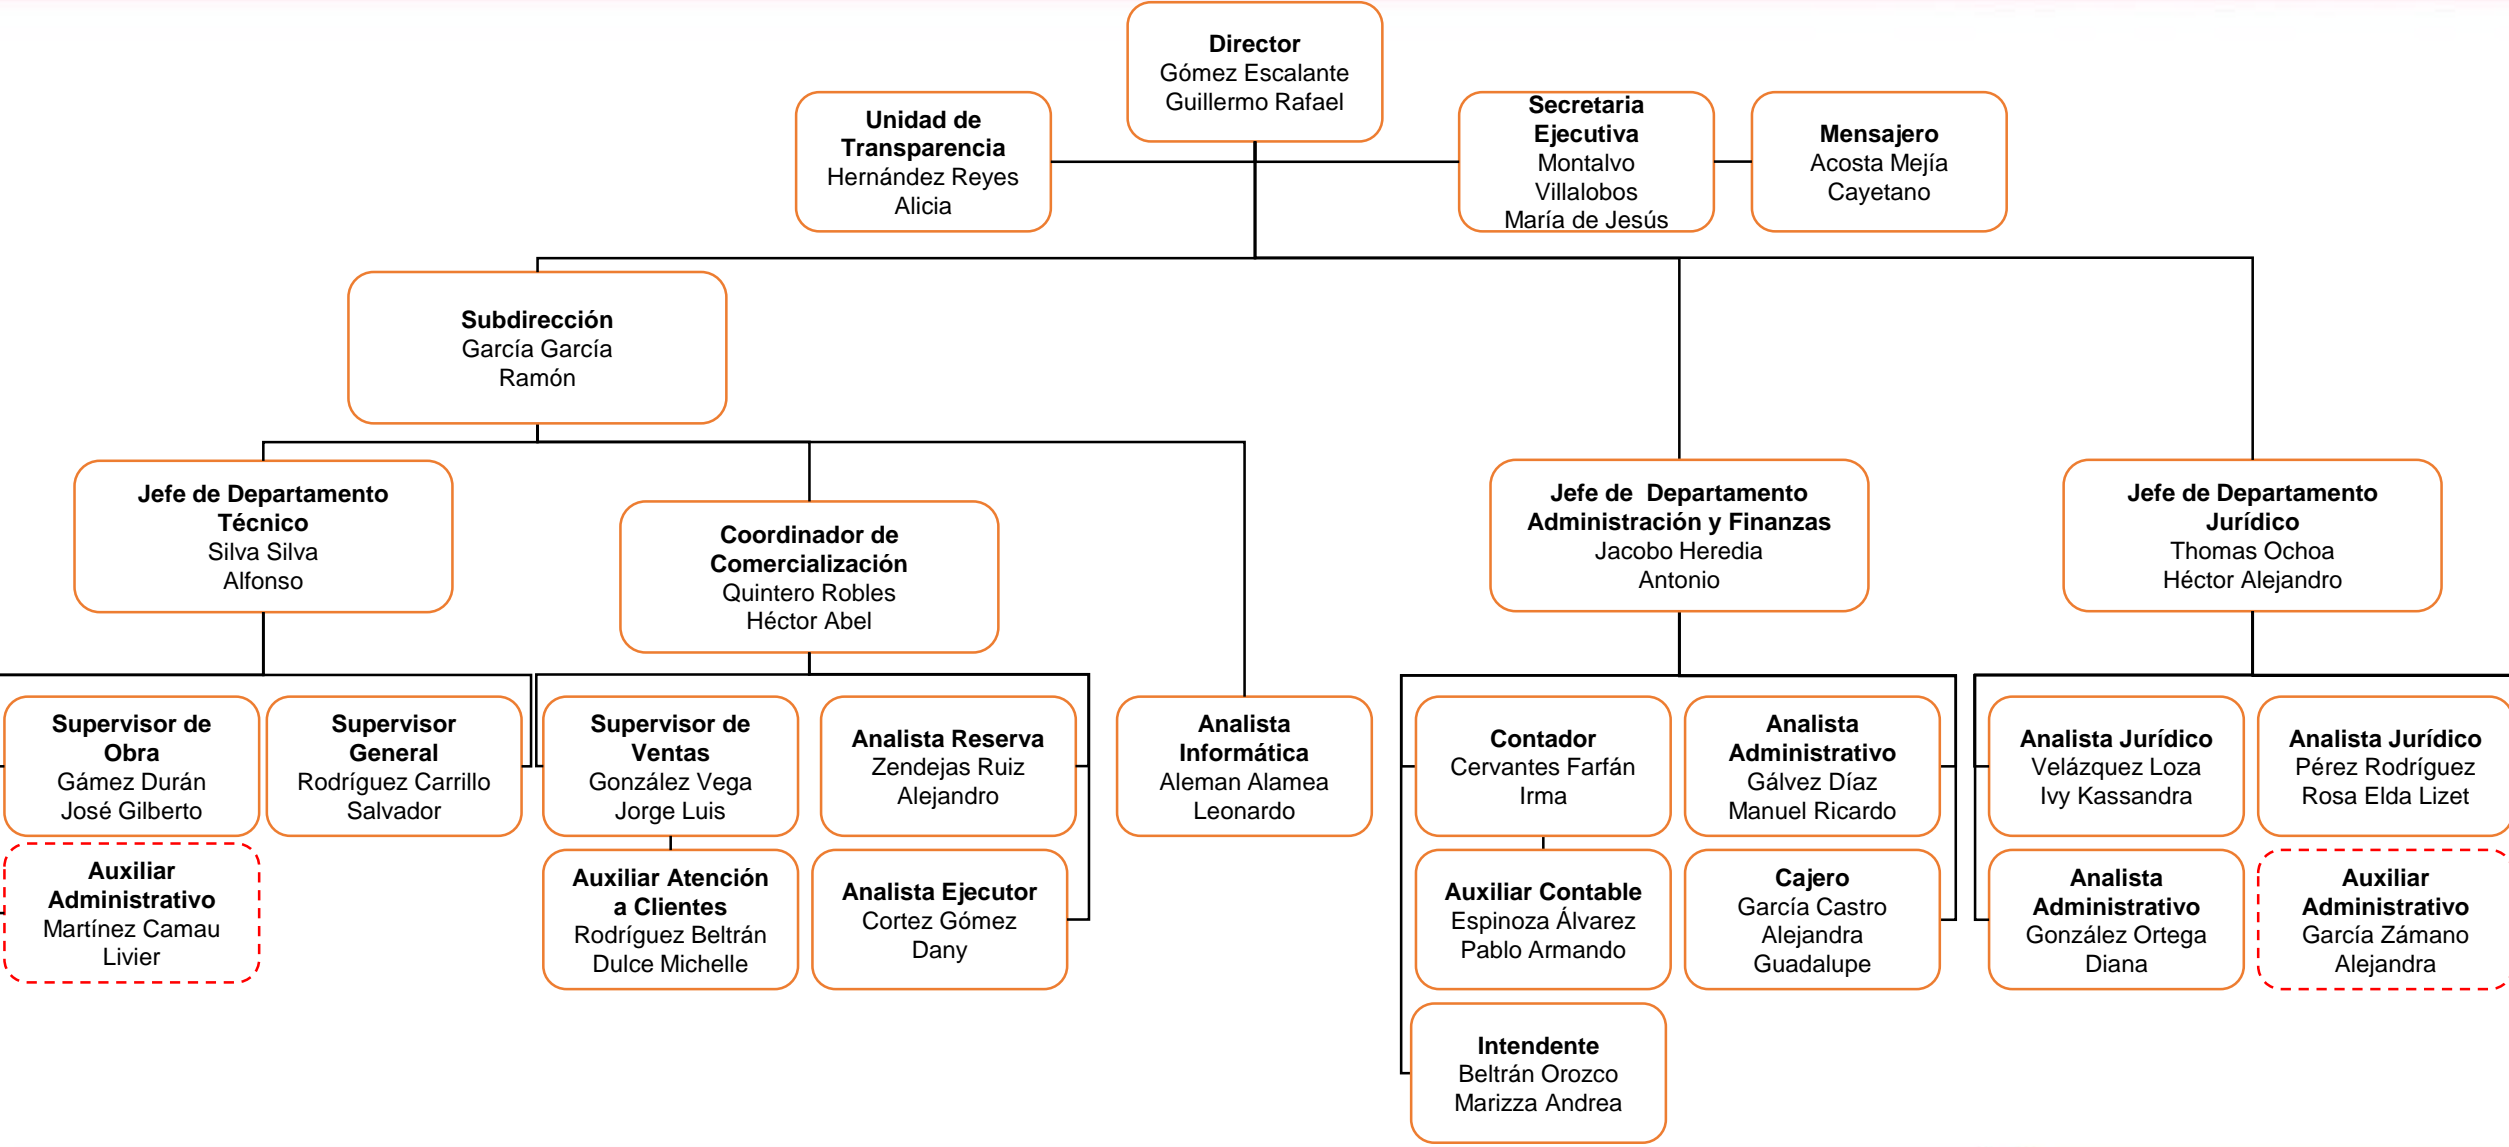 Director
Gómez Escalante
Guillermo Rafael
Unidad de
Transparencia
Hernández Reyes
Alicia
Secretaria
Ejecutiva
Montalvo
Villalobos
María de Jesús
Mensajero
Acosta Mejía
Cayetano
Subdirección
García García
Ramón
Jefe de Departamento
Técnico
Silva Silva
Alfonso
Coordinador de
Comercialización
Quintero Robles
Héctor Abel
Jefe de  Departamento
Administración y Finanzas
Jacobo Heredia
Antonio
Jefe de Departamento
Jurídico
Thomas Ochoa
Héctor Alejandro
Supervisor de
Obra
Gámez Durán
José Gilberto
Supervisor
General
Rodríguez Carrillo
Salvador
Supervisor de
Ventas
González Vega
Jorge Luis
Analista Reserva
Zendejas Ruiz
Alejandro
Analista
Informática
Aleman Alamea
Leonardo
Contador
Cervantes Farfán
Irma
Analista
Administrativo
Gálvez Díaz
Manuel Ricardo
Analista Jurídico
Velázquez Loza
Ivy Kassandra
Analista Jurídico
Pérez Rodríguez
Rosa Elda Lizet
Auxiliar
Administrativo
Martínez Camau
Livier
Auxiliar Atención
a Clientes
Rodríguez Beltrán
Dulce Michelle
Analista Ejecutor
Cortez Gómez
Dany
Auxiliar Contable
Espinoza Álvarez
Pablo Armando
Cajero
García Castro
Alejandra
Guadalupe
Analista
Administrativo
González Ortega
Diana
Auxiliar
Administrativo
García Zámano
Alejandra
Intendente
Beltrán Orozco
Marizza Andrea